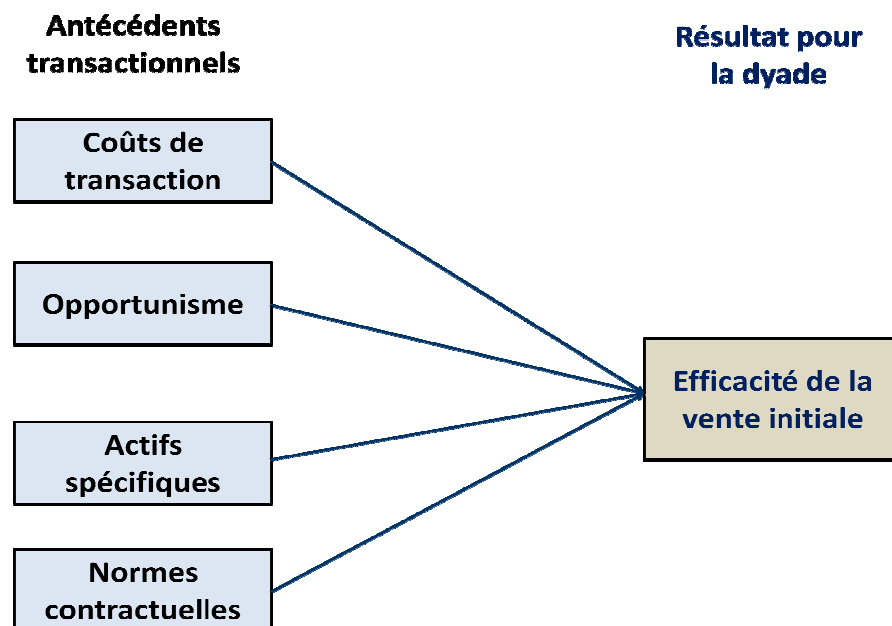 Antécédents
transactionnels
Résultat pour
la dyade
Coûts de
transaction
Opportunisme
Efficacité de la
vente initiale
Actifs
spécifiques
Normes
contractuelles